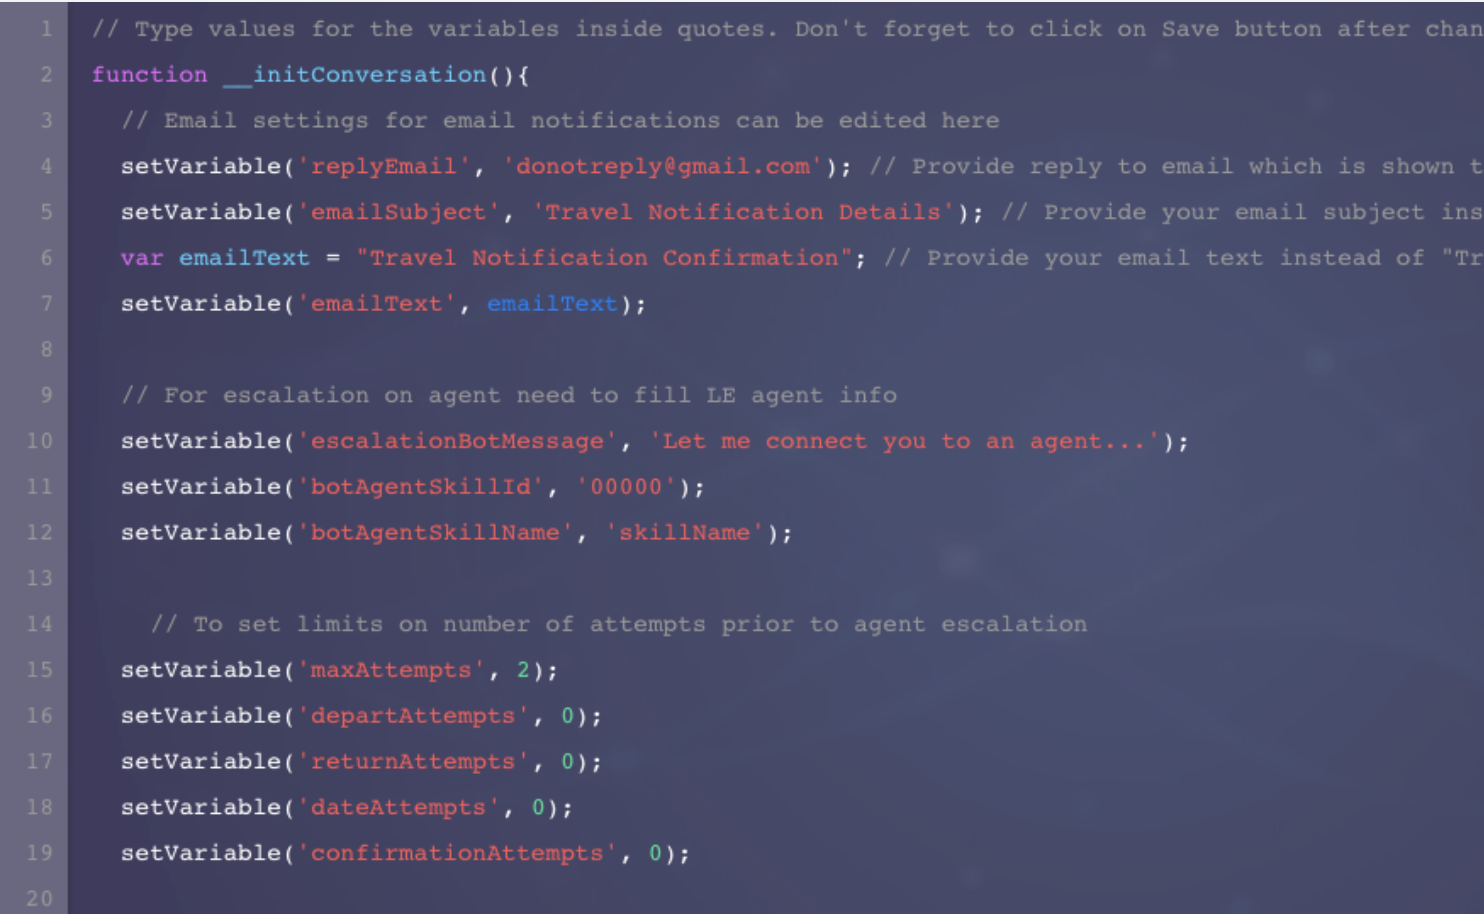 1 // Type values for the variables inside quotes. Don't forget to click on Save button after chan
2 function __initConversation(){
3 // Email settings for email notifications can be edited here
4 setVariable('replyEmail', 'donotreply@gmail.com'); // Provide reply to email which is shown t
5 setVariable('emailSubject', 'Travel Notification Details'); // Provide your email subject ins
6 var emailText = "Travel Notification Confirmation"; // Provide your email text instead of "Tr
7 setVariable('emailText', emailText);
8
9 // For escalation on agent need to fill LE agent info
10 setVariable('escalationBotMessage', 'Let me connect you to an agent...');
11 setVariable('botAgentSkillId', '00000');
12 setVariable('botAgentSkillName', 'skillName');
13
14 // To set limits on number of attempts prior to agent escalation
15 setVariable('maxAttempts', 2);
16 setVariable('departAttempts', 0);
17 setVariable('returnAttempts', 0);
18 setVariable('dateAttempts', 0);
19 setVariable('confirmationAttempts', 0);
20